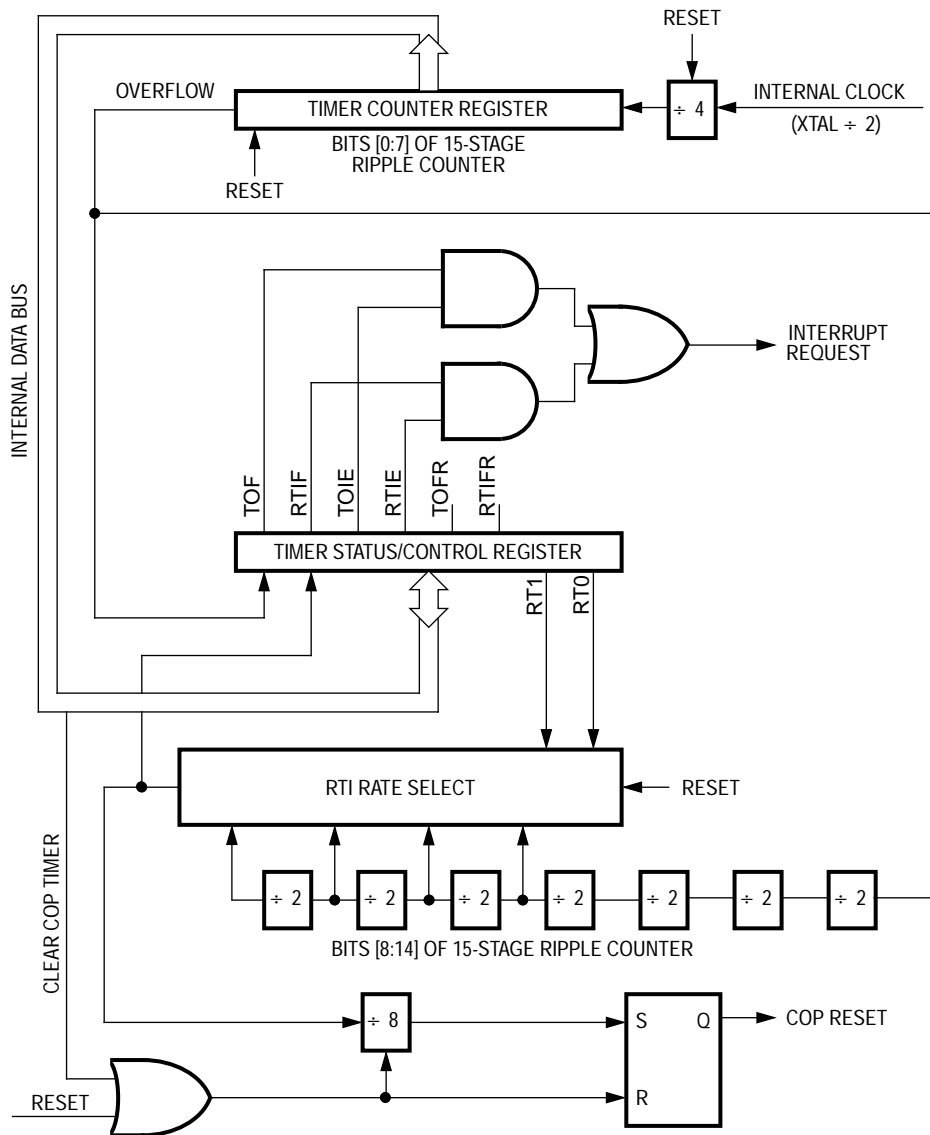 RESET
OVERFLOW
TIMER COUNTER REGISTER
÷ 4
INTERNAL CLOCK
(XTAL ÷ 2)
BITS [0:7] OF 15-STAGE
RIPPLE COUNTER
RESET
INTERNAL DATA BUS
INTERRUPT
REQUEST
TOF
RTIF
TOIE
RTIE
TOFR
RTIFR
TIMER STATUS/CONTROL REGISTER
RT1
RT0
RTI RATE SELECT
RESET
CLEAR COP TIMER
÷ 2
÷ 2
÷ 2
÷ 2
÷ 2
÷ 2
÷ 2
BITS [8:14] OF 15-STAGE RIPPLE COUNTER
÷ 8
S
Q
COP RESET
RESET
R